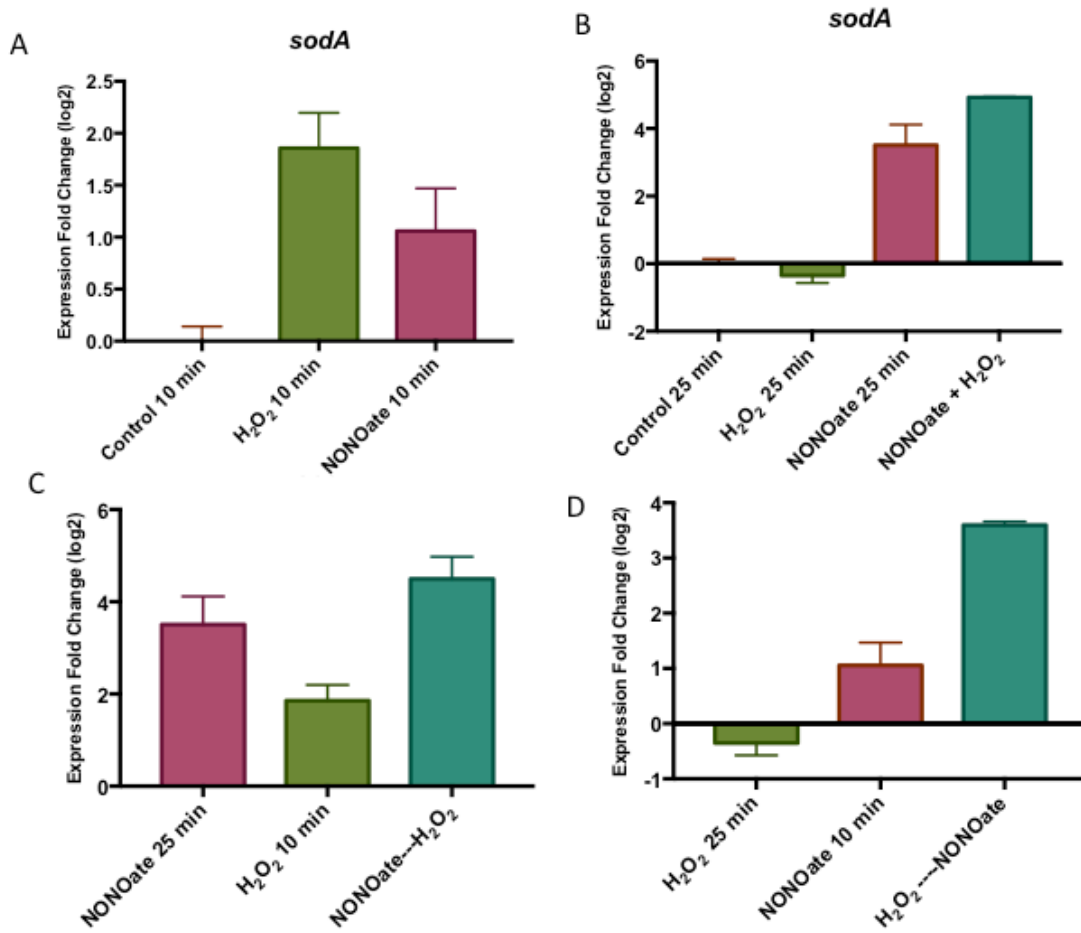 A
sodA
Expression Fold Change (log2)
2.5
2.0
1.5
1.0
0.5
0.0
Control 10 min
H₂O₂ 10 min
NONOate 10 min
B
sodA
Expression Fold Change (log2)
6
4
2
0
-2
Control 25 min
H₂O₂ 25 min
NONOate 25 min
NONOate + H₂O₂
C
Expression Fold Change (log2)
6
4
2
0
NONOate 25 min
H₂O₂ 10 min
NONOate---H₂O₂
D
Expression Fold Change (log2)
4
3
2
1
0
-1
H₂O₂ 25 min
NONOate 10 min
H₂O₂ ----NONOate